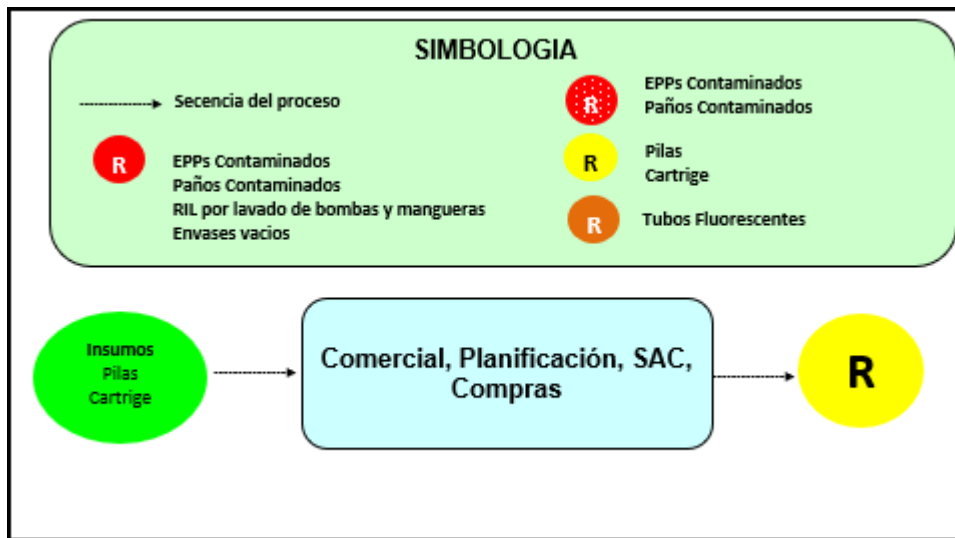 SIMBOLOGIA
Secencia del proceso
R
EPPs Contaminados
Paños Contaminados
RIL por lavado de bombas y mangueras
Envases vacios
R
EPPs Contaminados
Paños Contaminados
R
Pilas
Cartrige
R
Tubos Fluorescentes
Insumos
Pilas
Cartrige
Comercial, Planificación, SAC,
Compras
R